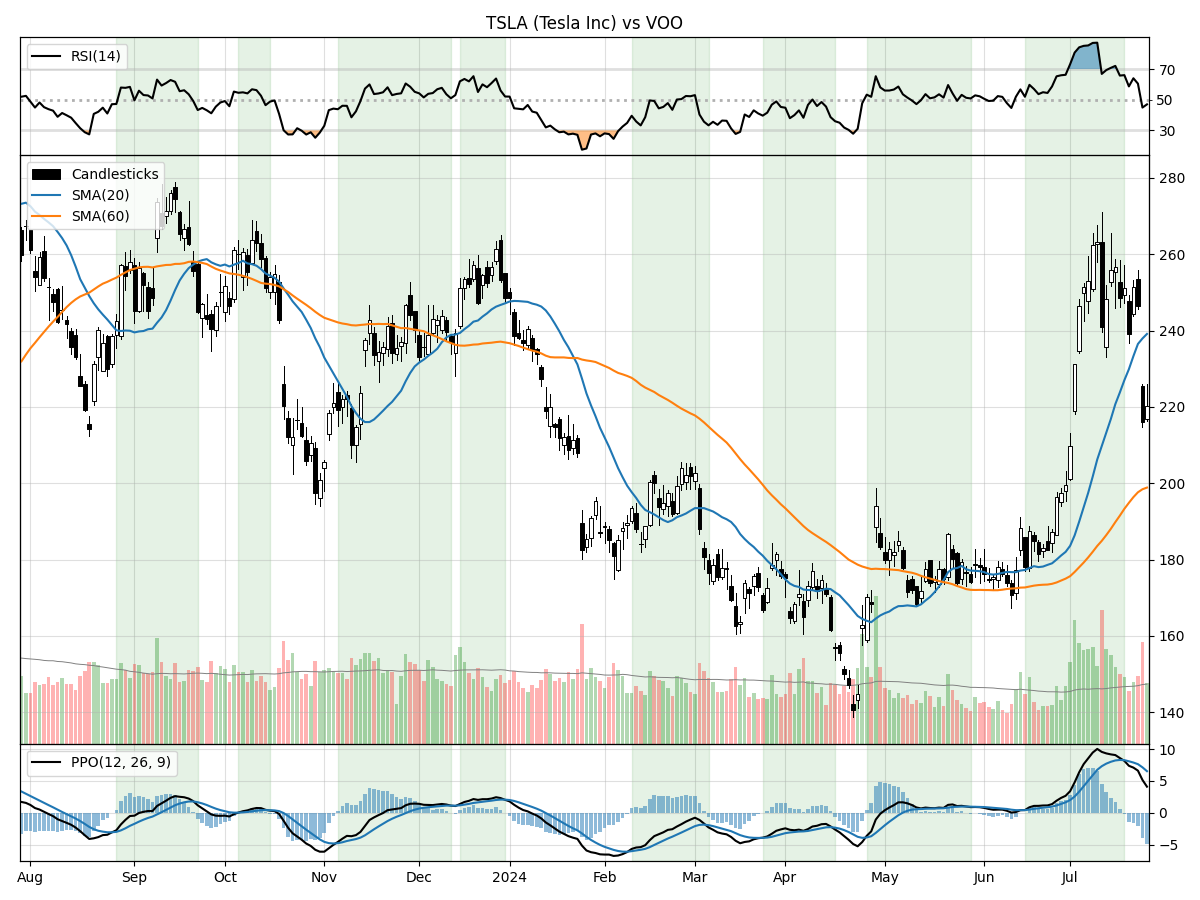 TSLA (Tesla Inc) vs VOO
RSI(14)
70
50
30
Candlesticks
SMA(20)
SMA(60)
280
260
240
220
200
180
160
140
PPO(12, 26, 9)
10
5
0
−5
Aug Sep Oct Nov Dec 2024 Feb Mar Apr May Jun Jul